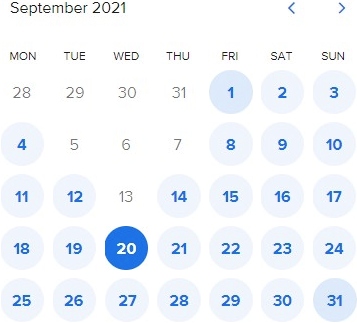 September 2021
MON TUE WED THU FRI SAT SUN
28 29 30 31 1 2 3
4 5 6 7 8 9 10
11 12 13 14 15 16 17
18 19 20 21 22 23 24
25 26 27 28 29 30 31